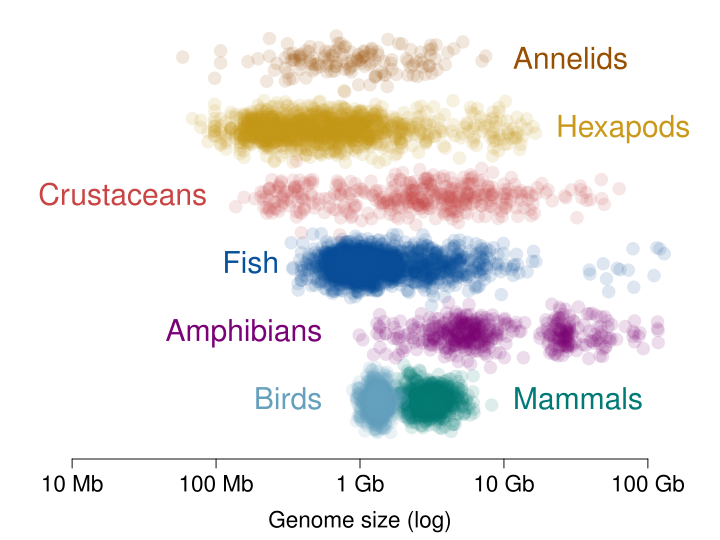 Annelids
Hexapods
Crustaceans
Fish
Amphibians
Birds Mammals
10 Mb 100 Mb 1 Gb 10 Gb 100 Gb
Genome size (log)